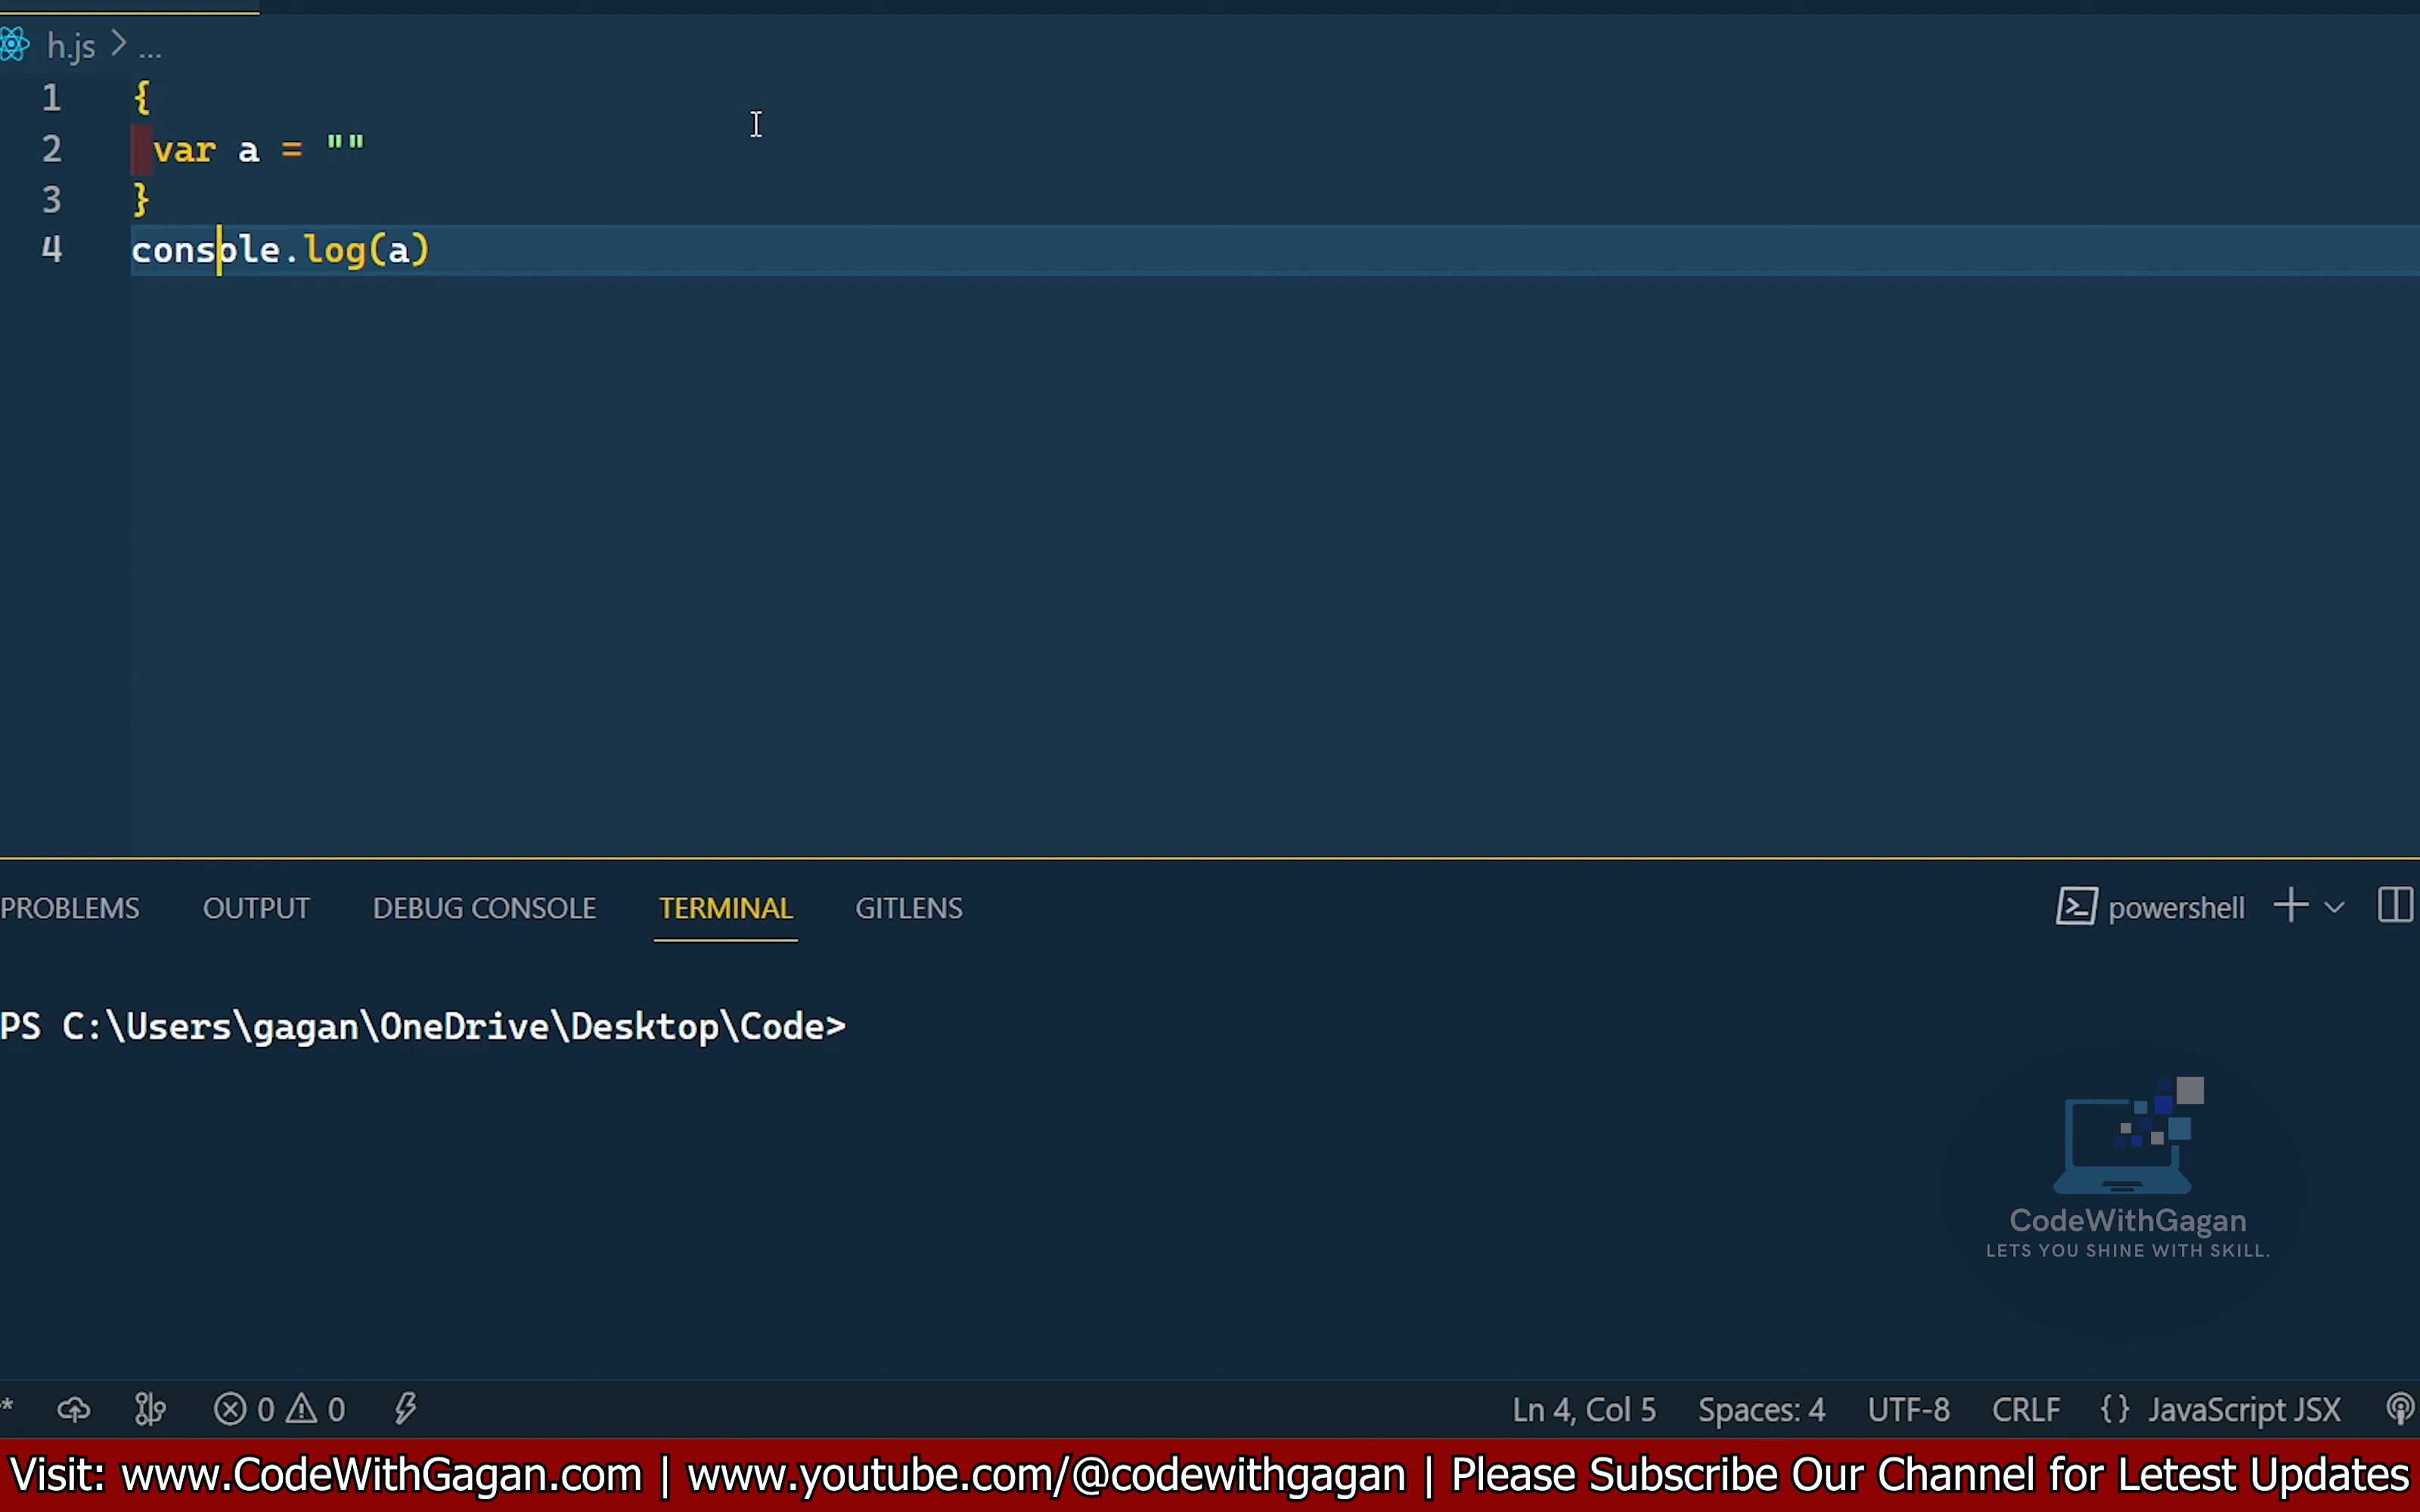 h.js > ...
1 {
2 var a = ""
3 }
4 console.log(a)
PROBLEMS OUTPUT DEBUG CONSOLE TERMINAL GITLENS powershell
PS C:\Users\gagan\OneDrive\Desktop\Code>
CodeWithGagan
LETS YOU SHINE WITH SKILL.
* 0 0 Ln 4, Col 5 Spaces: 4 UTF-8 CRLF {} JavaScript JSX
Visit: www.CodeWithGagan.com | www.youtube.com/@codewithgagan | Please Subscribe Our Channel for Letest Updates